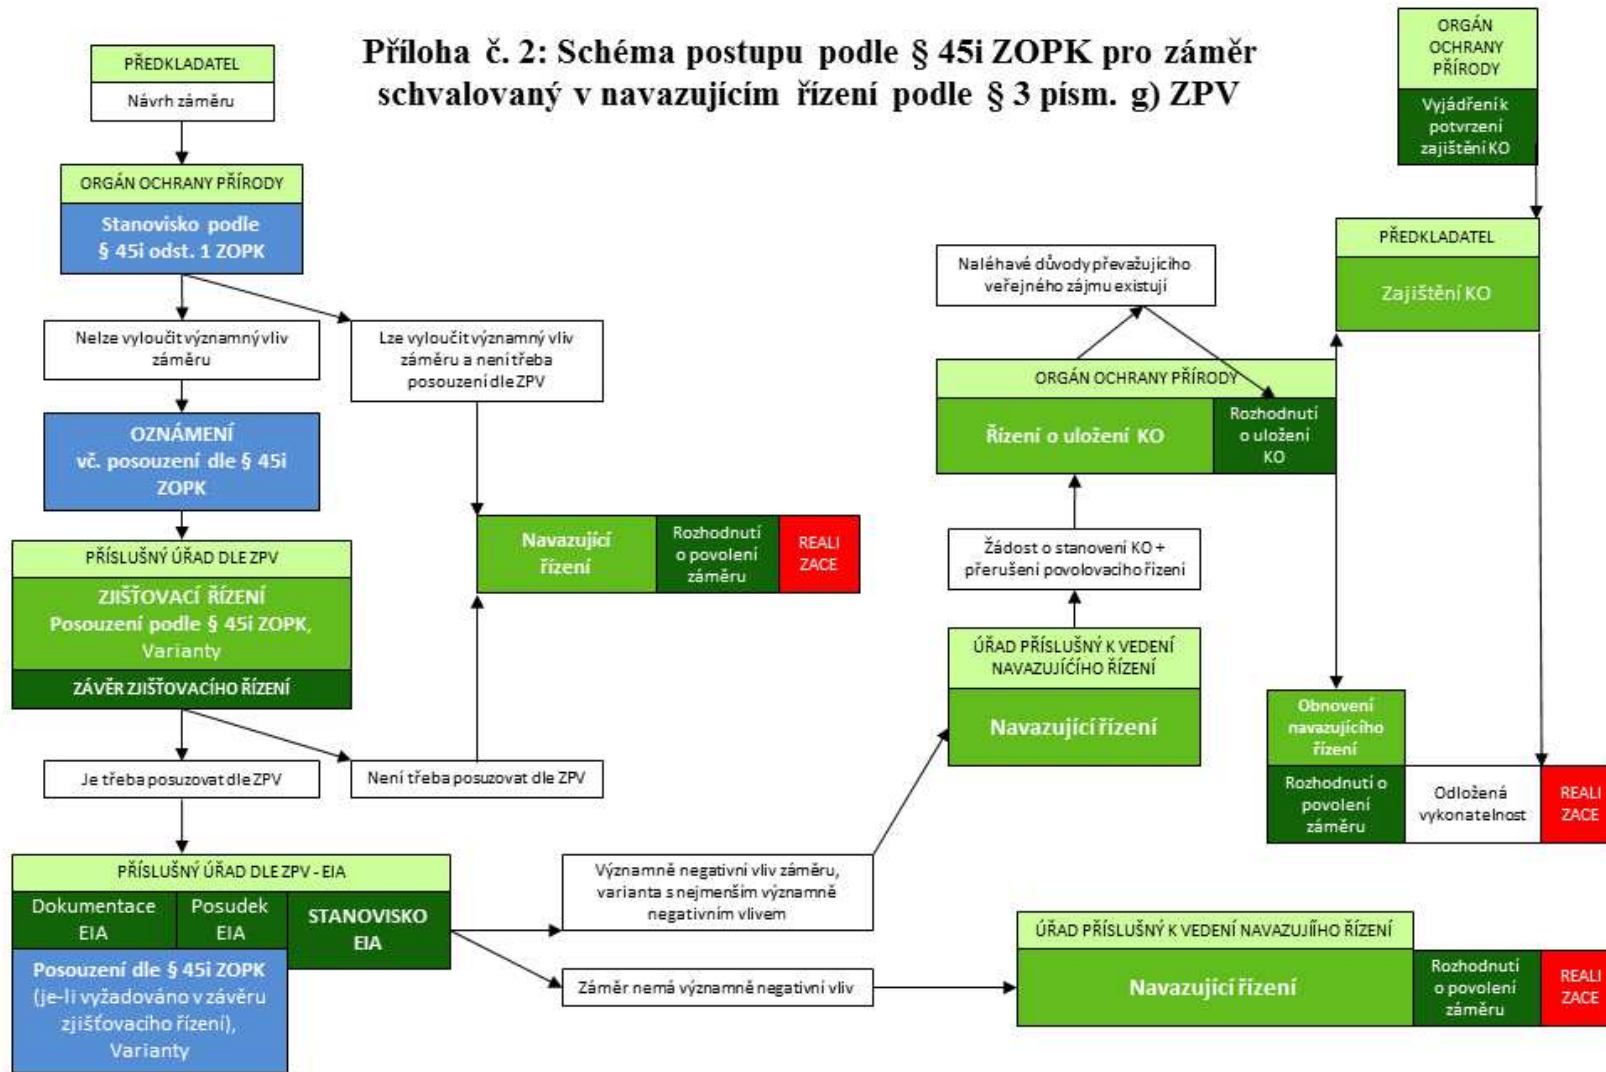 Příloha č. 2: Schéma postupu podle § 45i ZOPK pro záměr
schvalovaný v navazujícím řízení podle § 3 písm. g) ZPV
PŘEDKLADATEL
Návrh záměru
ORGÁN OCHRANY PŘÍRODY
Stanovisko podle
§ 45i odst. 1 ZOPK
Nelze vyloučit významný vliv
záměru
Lze vyloučit významný vliv
záměru a není třeba
posouzení dle ZPV
OZNÁMENÍ
vč. posouzení dle § 45i
ZOPK
PŘÍSLUŠNÝ ÚŘAD DLE ZPV
ZJIŠŤOVACÍ ŘÍZENÍ
Posouzení podle § 45i ZOPK,
Varianty
ZÁVĚR ZJIŠŤOVACÍHO ŘÍZENÍ
Navazující
řízení
Rozhodnutí
o povolení
záměru
REALI
ZACE
Je třeba posuzovat dle ZPV
Není třeba posuzovat dle ZPV
PŘÍSLUŠNÝ ÚŘAD DLE ZPV - EIA
Dokumentace
EIA
Posudek
EIA
STANOVISKO
EIA
Posouzení dle § 45i ZOPK
(je-li vyžadováno v závěru
zjišťovacího řízení),
Varianty
Významně negativní vliv záměru,
varianta s nejmenším významně
negativním vlivem
Záměr nemá významně negativní vliv
ÚŘAD PŘÍSLUŠNÝ K VEDENÍ
NAVAZUJÍĆÍHO ŘÍZENÍ
Navazující řízení
Žádost o stanovení KO +
přerušení povolovacího řízení
ORGÁN OCHRANY PŘÍRODY
Řízení o uložení KO
Rozhodnutí
o uložení
KO
Naléhavé důvody převažujícího
veřejného zájmu existují
ORGÁN
OCHRANY
PŘÍRODY
Vyjádření k
potvrzení
zajištění KO
PŘEDKLADATEL
Zajištění KO
Obnovení
navazujícího
řízení
Rozhodnutí o
povolení
záměru
Odložená
vykonatelnost
REALI
ZACE
ÚŘAD PŘÍSLUŠNÝ K VEDENÍ NAVAZUJÍIHO ŘÍZENÍ
Navazující řízení
Rozhodnutí
o povolení
záměru
REALI
ZACE